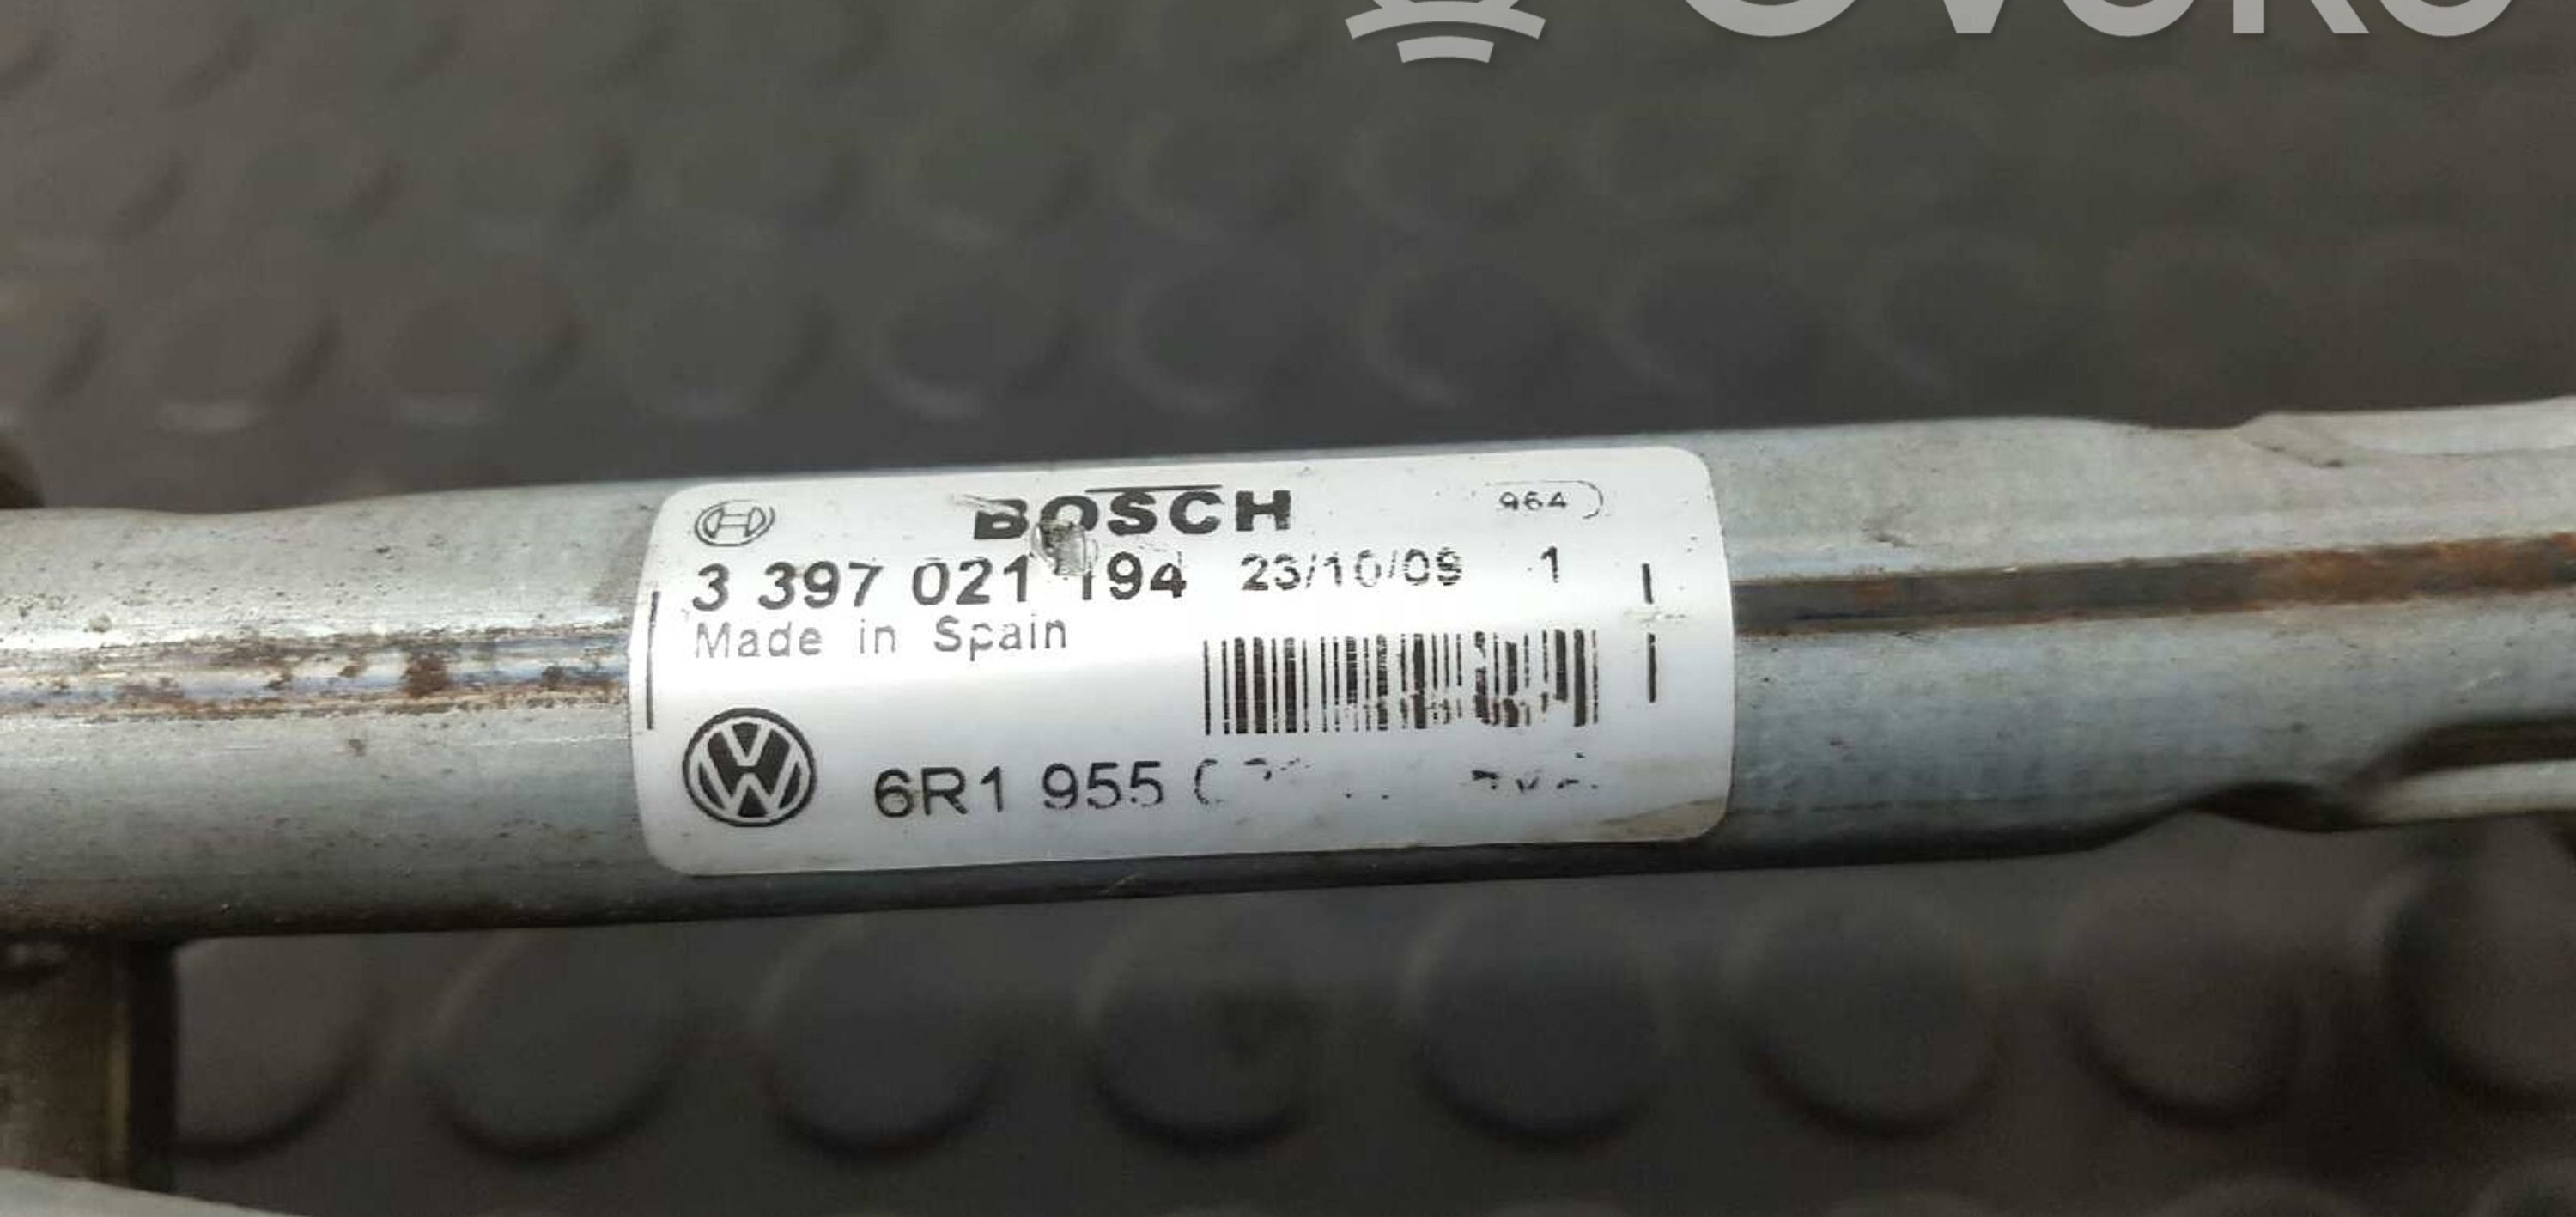 BOSCH 964
3 397 021 194 23/10/09 1
Made in Spain
6R1 955